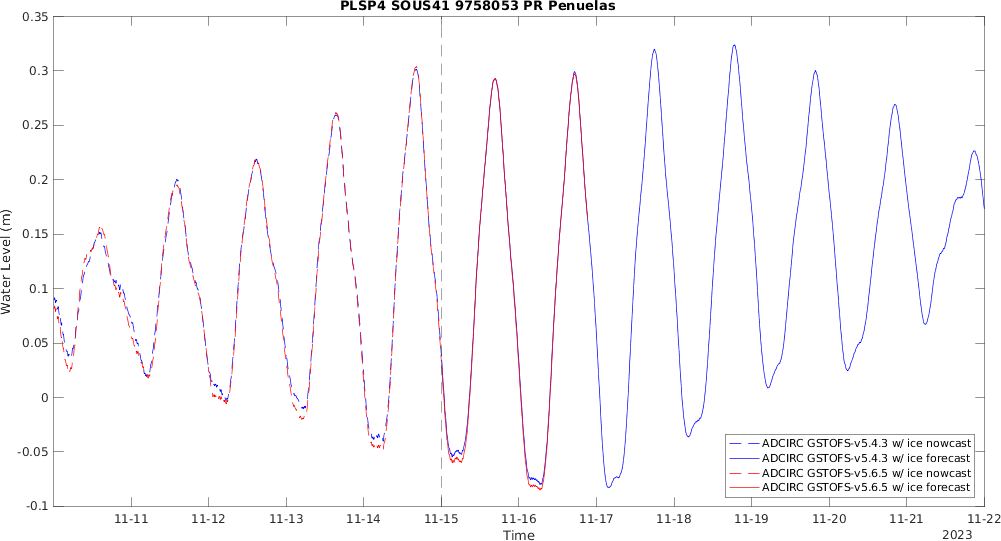 PLSP4 SOUS41 9758053 PR Penuelas
0.35
0.3
0.25
0.2
0.15
0.1
0.05
0
-0.05
-0.1
Water Level (m)
ADCIRC GSTOFS-v5.4.3 w/ ice nowcast
ADCIRC GSTOFS-v5.4.3 w/ ice forecast
ADCIRC GSTOFS-v5.6.5 w/ ice nowcast
ADCIRC GSTOFS-v5.6.5 w/ ice forecast
11-11 11-12 11-13 11-14 11-15 11-16 11-17 11-18 11-19 11-20 11-21 11-22
Time 2023